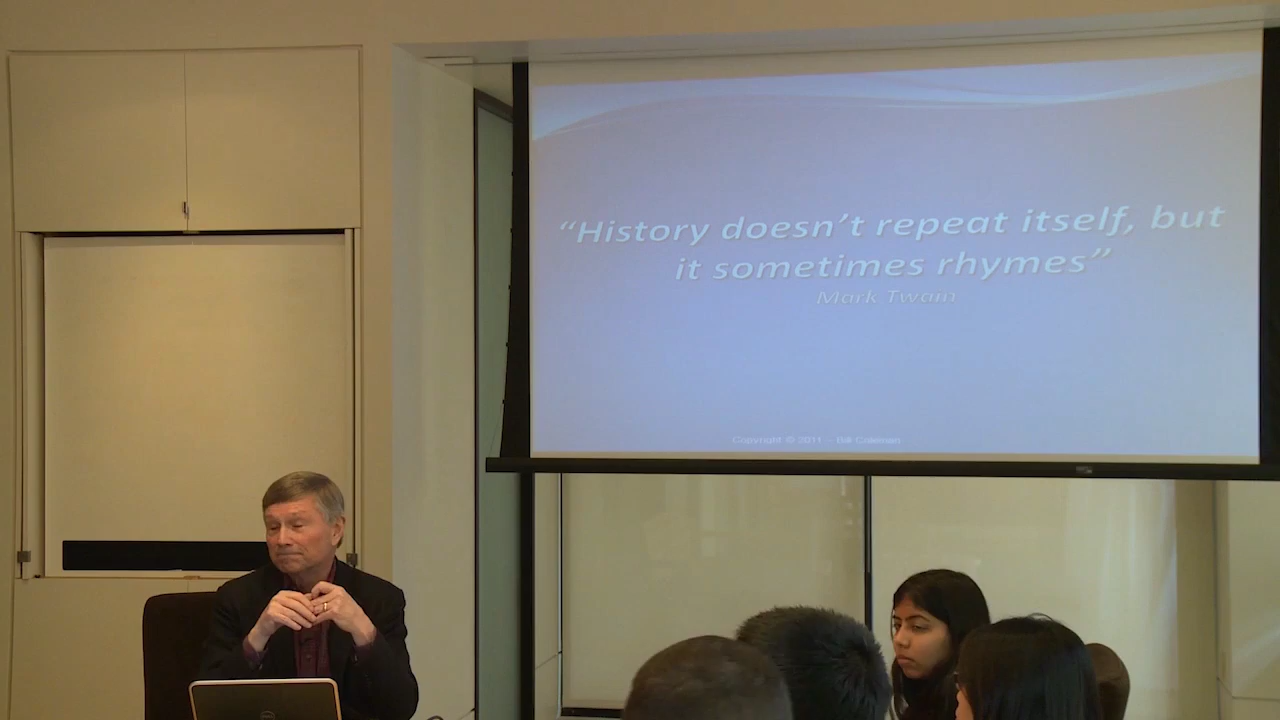 “History doesn’t repeat itself, but
it sometimes rhymes”
Mark Twain
Copyright © 2011 – Bill Coleman